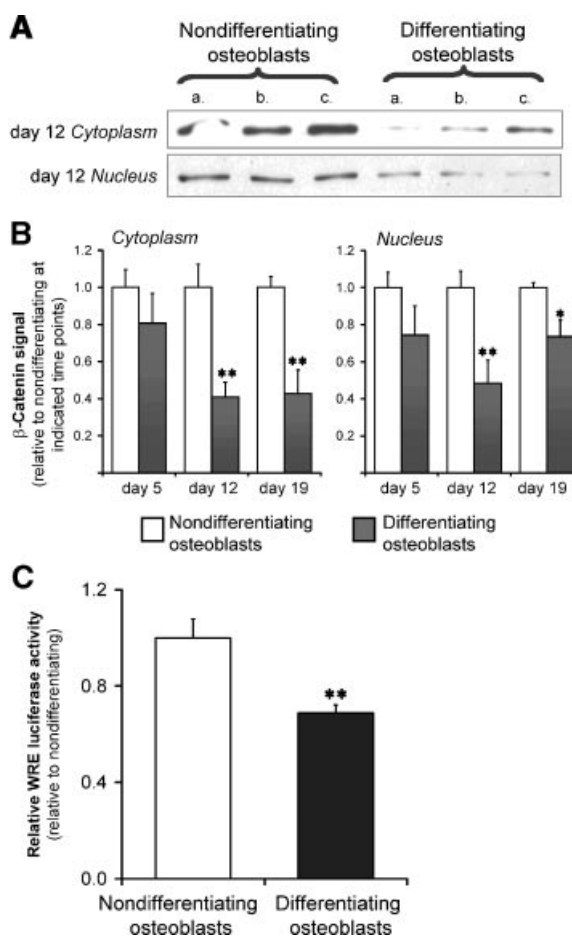 A
Nondifferentiating
osteoblasts
Differentiating
osteoblasts
a. b. c. a. b. c.
day 12 Cytoplasm
day 12 Nucleus
B
β-Catenin signal
(relative to nondifferentiating at
indicated time points)
Cytoplasm
1.0
0.8
0.6
0.4
1.2
**
**
day 5 day 12 day 19
Nucleus
1.2
1.0
0.8
0.6
0.4
**
*
day 5 day 12 day 19
Nondifferentiating
osteoblasts
Differentiating
osteoblasts
C
Relative WRE luciferase activity
(relative to nondifferentiating)
1.2
0.8
0.4
0.0
**
Nondifferentiating
osteoblasts
Differentiating
osteoblasts